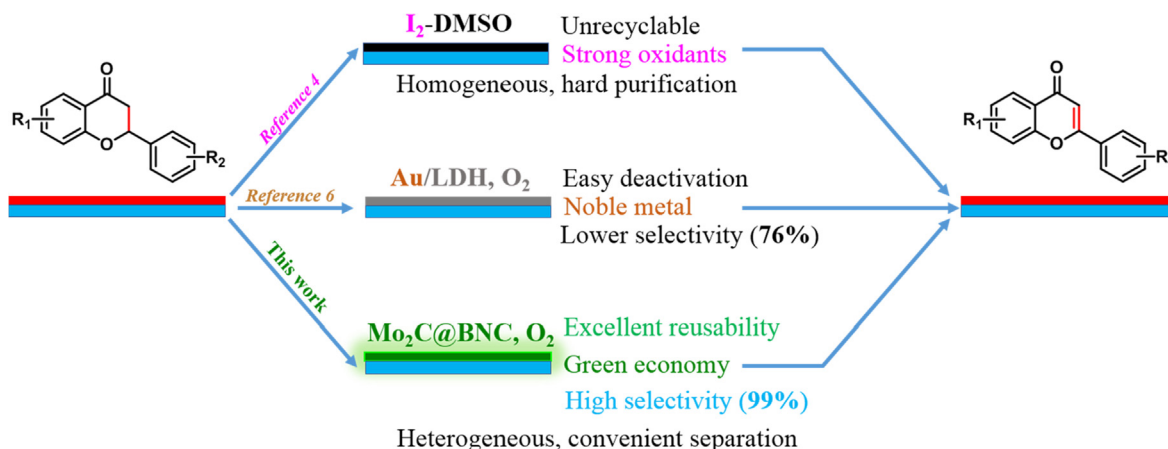 I₂-DMSO
Unrecyclable
Strong oxidants
Homogeneous, hard purification
Reference 4
O
R₁
O
R₂
Au/LDH, O₂
Reference 6
Easy deactivation
Noble metal
Lower selectivity (76%)
This work
Mo₂C@BNC, O₂
Excellent reusability
Green economy
High selectivity (99%)
Heterogeneous, convenient separation
O
R₁
O
R